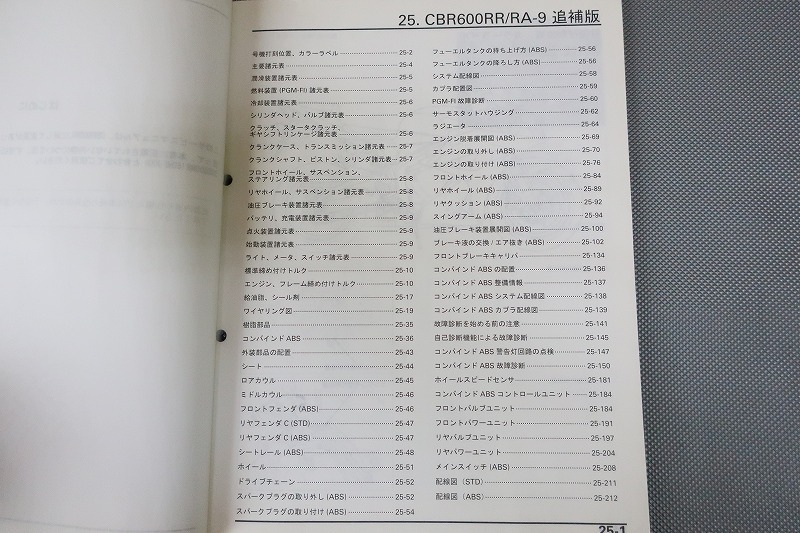 25. CBR600RR/RA-9 追補版
号機打刻位置、カラーラベル 25-2
主要諸元表 25-4
潤滑装置諸元表 25-5
燃料装置 (PGM-FI) 諸元表 25-5
冷却装置諸元表 25-6
シリンダヘッド、バルブ諸元表 25-6
クラッチ、スタータクラッチ、
ギヤシフトリンケージ諸元表 25-6
クランクケース、トランスミッション諸元表 25-7
クランクシャフト、ピストン、シリンダ諸元表 25-7
フロントホイール、サスペンション、
ステアリング諸元表 25-8
リヤホイール、サスペンション諸元表 25-8
油圧ブレーキ装置諸元表 25-8
バッテリ、充電装置諸元表 25-9
点火装置諸元表 25-9
始動装置諸元表 25-9
ライト、メータ、スイッチ諸元表 25-9
標準締め付けトルク 25-10
エンジン、フレーム締め付けトルク 25-10
給油脂、シール剤 25-17
ワイヤリング図 25-19
樹脂部品 25-35
コンバインド ABS 25-36
外装部品の配置 25-43
シート 25-44
ロアカウル 25-45
ミドルカウル 25-46
フロントフェンダ (ABS) 25-46
リヤフェンダ C (STD) 25-47
リヤフェンダ C (ABS) 25-47
シートレール (ABS) 25-48
ホイール 25-51
ドライブチェーン 25-52
スパークプラグの取り外し (ABS) 25-52
スパークプラグの取り付け (ABS) 25-54
フューエルタンクの持ち上げ方 (ABS) 25-56
フューエルタンクの降ろし方 (ABS) 25-56
システム配線図 25-58
カプラ配置図 25-59
PGM-FI 故障診断 25-60
サーモスタットハウジング 25-62
ラジエータ 25-64
エンジン脱着展開図 (ABS) 25-69
エンジンの取り外し (ABS) 25-70
エンジンの取り付け (ABS) 25-76
フロントホイール (ABS) 25-84
リヤホイール (ABS) 25-89
リヤクッション (ABS) 25-92
スイングアーム (ABS) 25-94
油圧ブレーキ装置展開図 (ABS) 25-100
ブレーキ液の交換 / エア抜き (ABS) 25-102
フロントブレーキキャリパ 25-134
コンバインド ABS の配置 25-136
コンバインド ABS 整備情報 25-137
コンバインド ABS システム配線図 25-138
コンバインド ABS カプラ配線図 25-139
故障診断を始める前の注意 25-141
自己診断機能による故障診断 25-145
コンバインド ABS 警告灯回路の点検 25-147
コンバインド ABS 故障診断 25-150
ホイールスピードセンサ 25-181
コンバインド ABS コントロールユニット 25-184
フロントバルブユニット 25-184
フロントパワーユニット 25-191
リヤバルブユニット 25-197
リヤパワーユニット 25-204
メインスイッチ (ABS) 25-208
配線図 (STD) 25-211
配線図 (ABS) 25-212
25-1